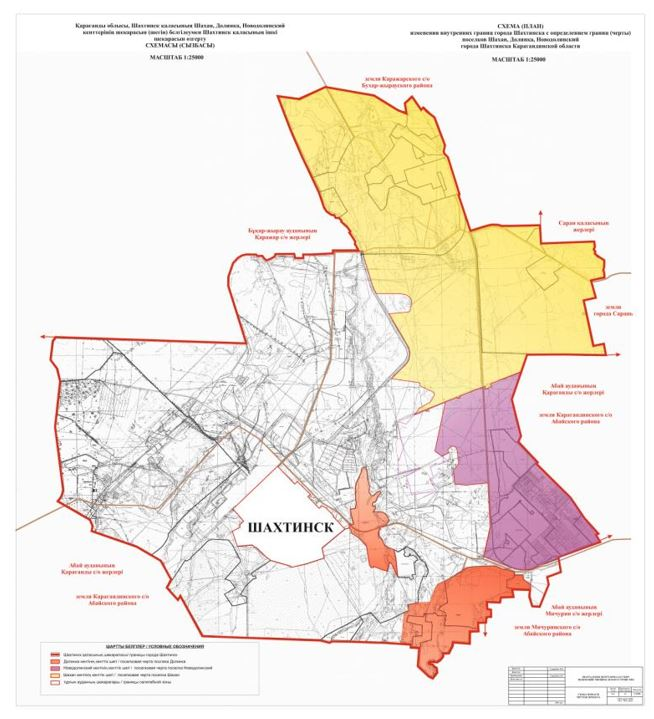 Қарағанды облысы, Шахтинск қаласының Шахан, Долинка, Новодолинский
кенттерінің шекарасын (шегін) белгілеумен Шахтинск қаласының ішкі
шекарасын өзгерту
СХЕМАСЫ (СЫЗБАСЫ)
МАСШТАБ 1:25000
СХЕМА (ПЛАН)
изменения внутренних границ города Шахтинска с определением границ (черты)
поселков Шахан, Долинка, Новодолинский
города Шахтинска Карагандинской области
МАСШТАБ 1:25000
земли Каражарского с/о
Бухар-жырауского района
Бұқар-жырау ауданының
Қаражар с/о жерлері
Саран қаласының
жерлері
земли
города Сарань
Абай ауданының
Қарағанды с/о жерлері
земли Карагандинского с/о
Абайского района
ШАХТИНСК
Абай ауданының
Қарағанды с/о жерлері
земли Карагандинского с/о
Абайского района
Абай ауданының
Мичурин с/о жерлері
земли Мичуринского с/о
Абайского района
ШАРТТЫ БЕЛГІЛЕР / УСЛОВНЫЕ ОБОЗНАЧЕНИЯ